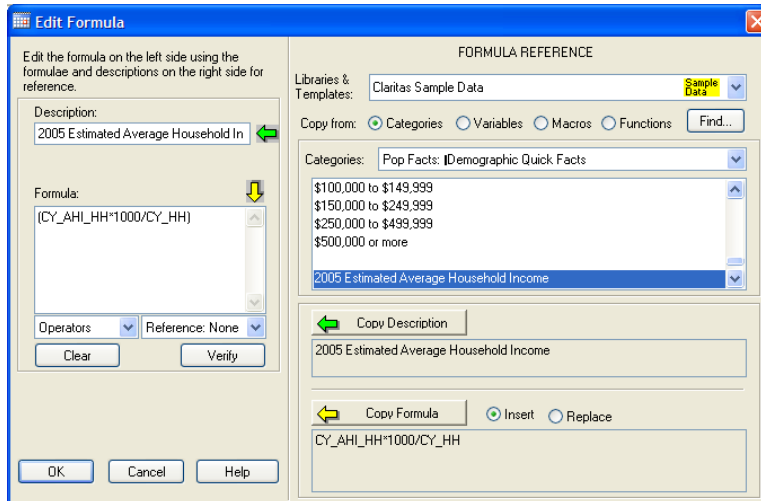 Edit Formula
Edit the formula on the left side using the
formulae and descriptions on the right side for
reference.
Description:
2005 Estimated Average Household In
Formula:
(CY_AHI_HH*1000/CY_HH)
Operators
Reference: None
Clear
Verify
OK
Cancel
Help
FORMULA REFERENCE
Libraries &
Templates:
Claritas Sample Data
Sample
Data
Copy from:
Categories
Variables
Macros
Functions
Find...
Categories:
Pop Facts: |Demographic Quick Facts
$100,000 to $149,999
$150,000 to $249,999
$250,000 to $499,999
$500,000 or more
2005 Estimated Average Household Income
Copy Description
2005 Estimated Average Household Income
Copy Formula
Insert
Replace
CY_AHI_HH*1000/CY_HH